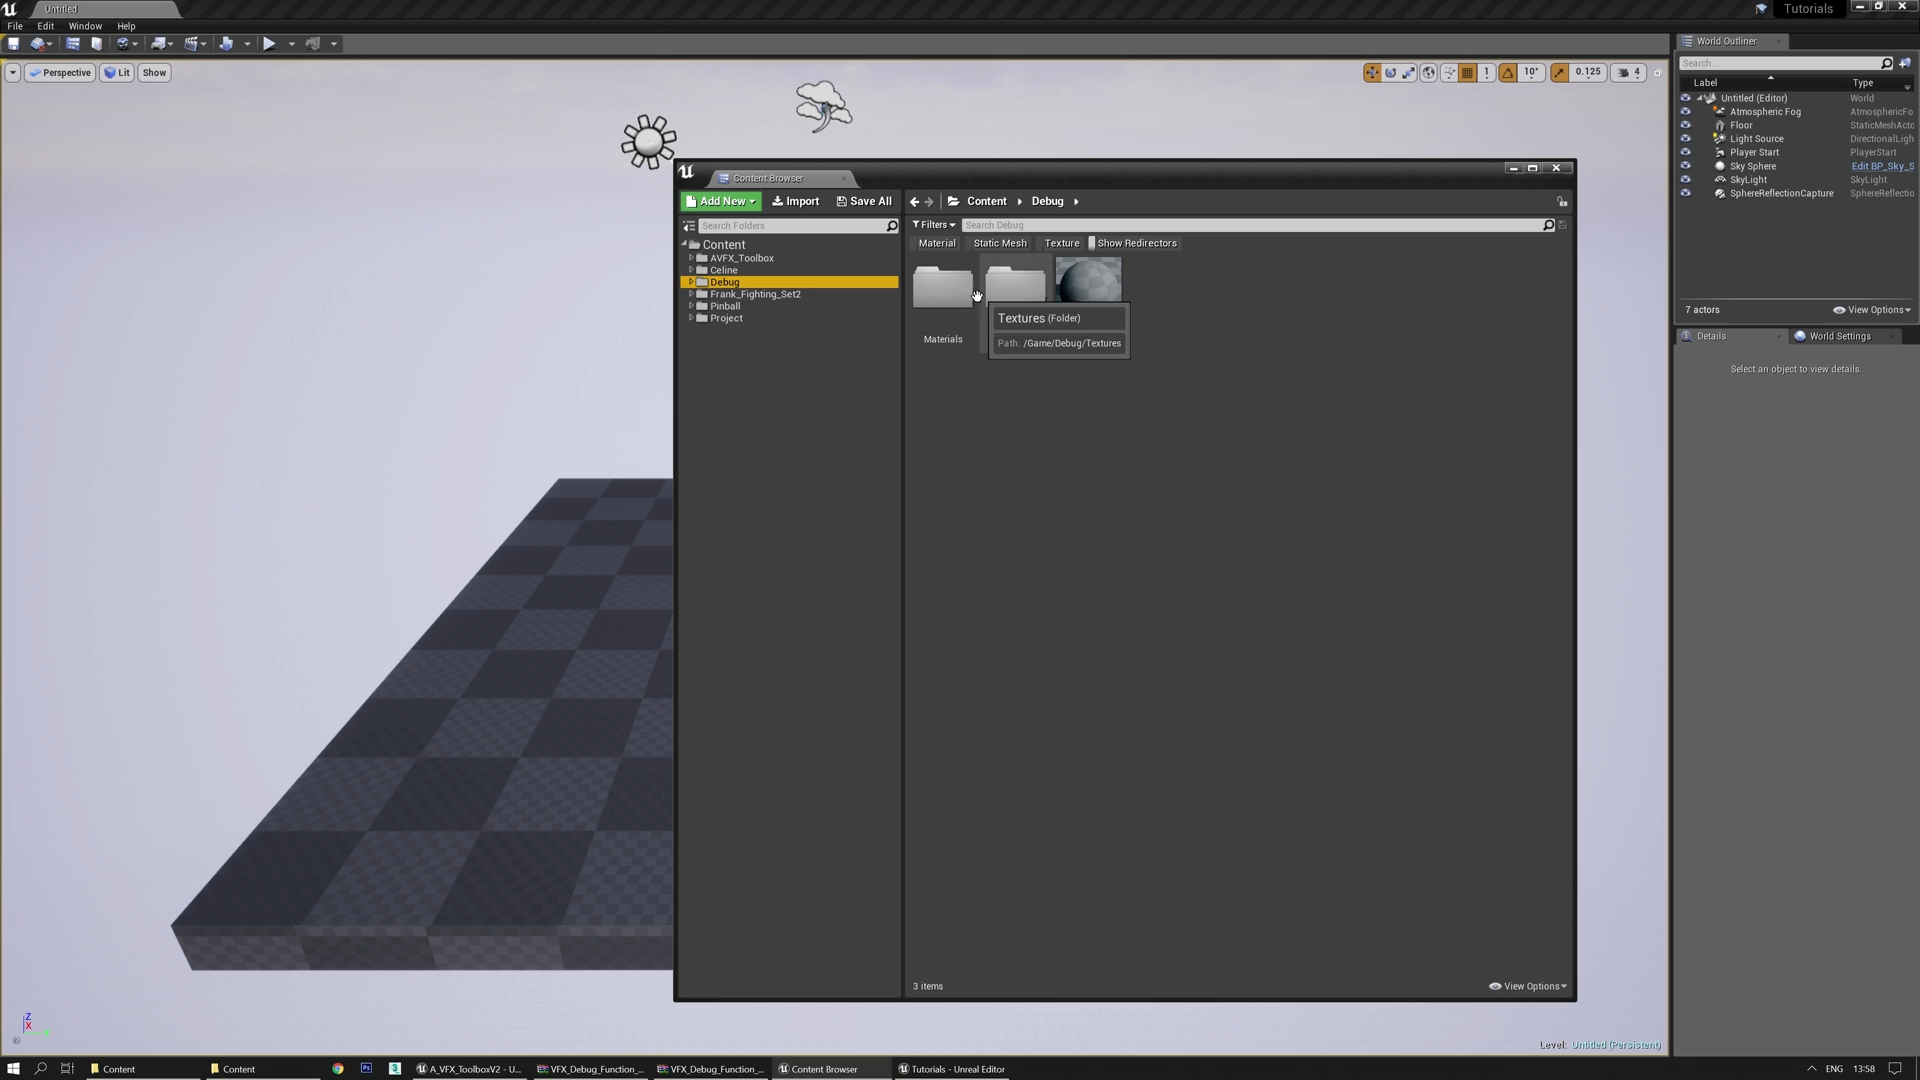 Untitled
Tutorials
File Edit Window Help
Perspective Lit Show
1 10° 0.125 4
World Outliner
Search...
Label Type
Untitled (Editor) World
Atmospheric Fog AtmosphericFo
Floor StaticMeshActo
Light Source DirectionalLigh
Player Start PlayerStart
Sky Sphere Edit BP_Sky_S
SkyLight SkyLight
SphereReflectionCapture SphereReflectio
7 actors View Options
Details World Settings
Select an object to view details.
Content Browser
Add New Import Save All
Content Debug
Search Folders
Filters Search Debug
Material Static Mesh Texture Show Redirectors
Content
AVFX_Toolbox
Celine
Debug
Frank_Fighting_Set2
Pinball
Project
Materials
Textures (Folder)
Path: /Game/Debug/Textures
3 items View Options
Z
X
Level: Untitled (Persistent)
Content Content Ps 3 A_VFX_ToolboxV2 - U... VFX_Debug_Function_... VFX_Debug_Function_... Content Browser Tutorials - Unreal Editor ENG 13:58